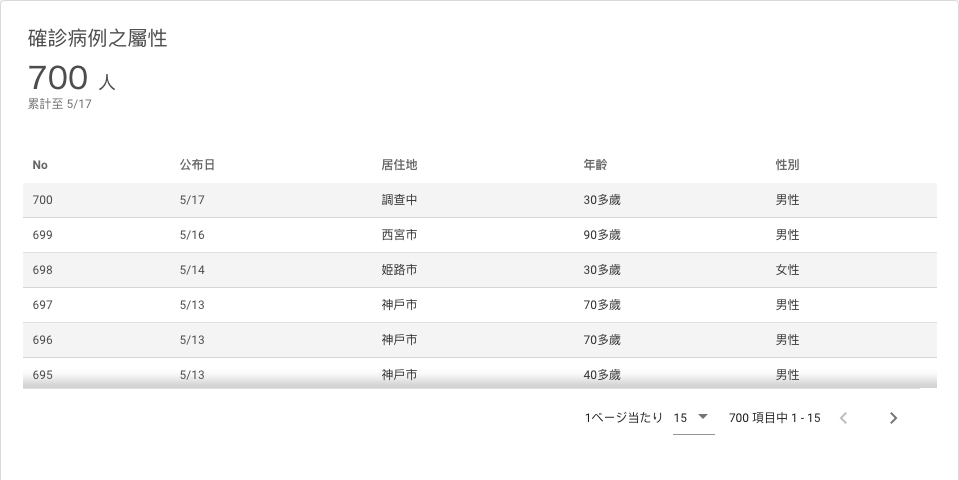 確診病例之屬性
700 人
累計至 5/17
No 公布日 居住地 年齡 性別
700 5/17 調查中 30多歲 男性
699 5/16 西宮市 90多歲 男性
698 5/14 姬路市 30多歲 女性
697 5/13 神戶市 70多歲 男性
696 5/13 神戶市 70多歲 男性
695 5/13 神戶市 40多歲 男性
1ページ当たり 15 700 項目中 1 - 15